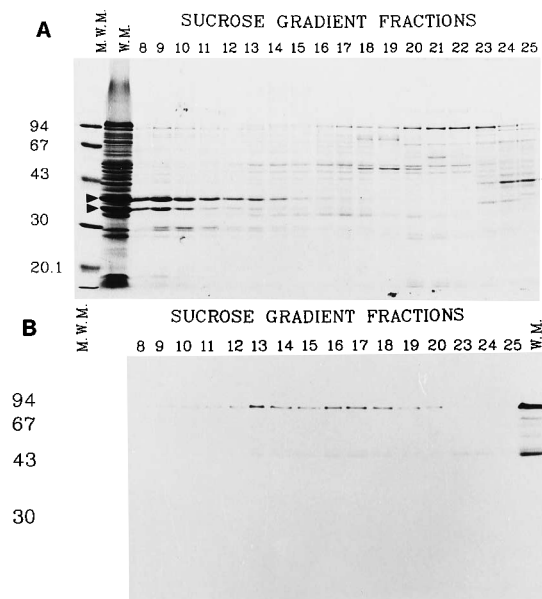 A
SUCROSE GRADIENT FRACTIONS
M. W. M.
W. M.
8 9 10 11 12 13 14 15 16 17 18 19 20 21 22 23 24 25
94
67
43
30
20.1
B
M. W. M.
SUCROSE GRADIENT FRACTIONS
8 9 10 11 12 13 14 15 16 17 18 19 20 23 24 25
W. M.
94
67
43
30